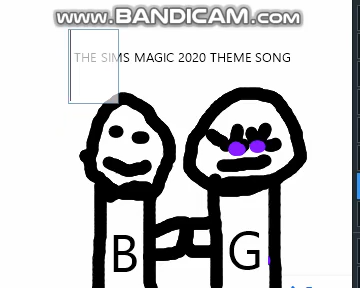 www.BANDICAM.com
THE SIMS MAGIC 2020 THEME SONG
B G